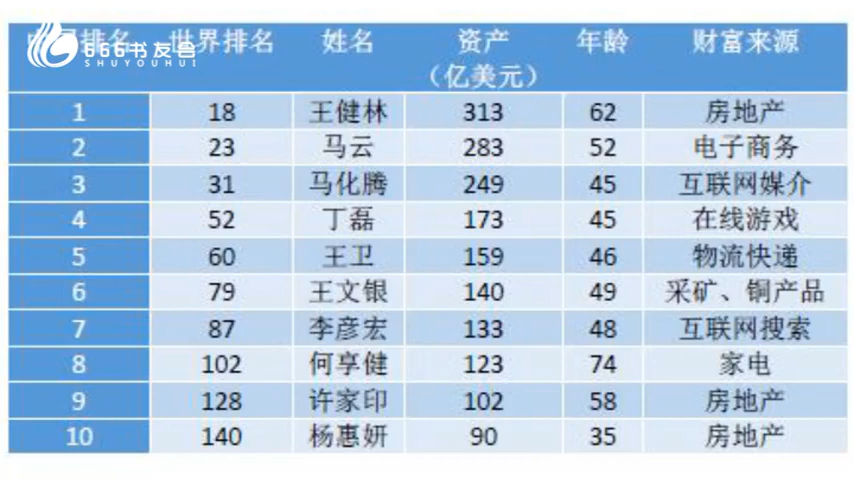 666书友会
SHUYOUHUI
世界排名 姓名 资产 年龄 财富来源
（亿美元）
1 18 王健林 313 62 房地产
2 23 马云 283 52 电子商务
3 31 马化腾 249 45 互联网媒介
4 52 丁磊 173 45 在线游戏
5 60 王卫 159 46 物流快递
6 79 王文银 140 49 采矿、铜产品
7 87 李彦宏 133 48 互联网搜索
8 102 何享健 123 74 家电
9 128 许家印 102 58 房地产
10 140 杨惠妍 90 35 房地产